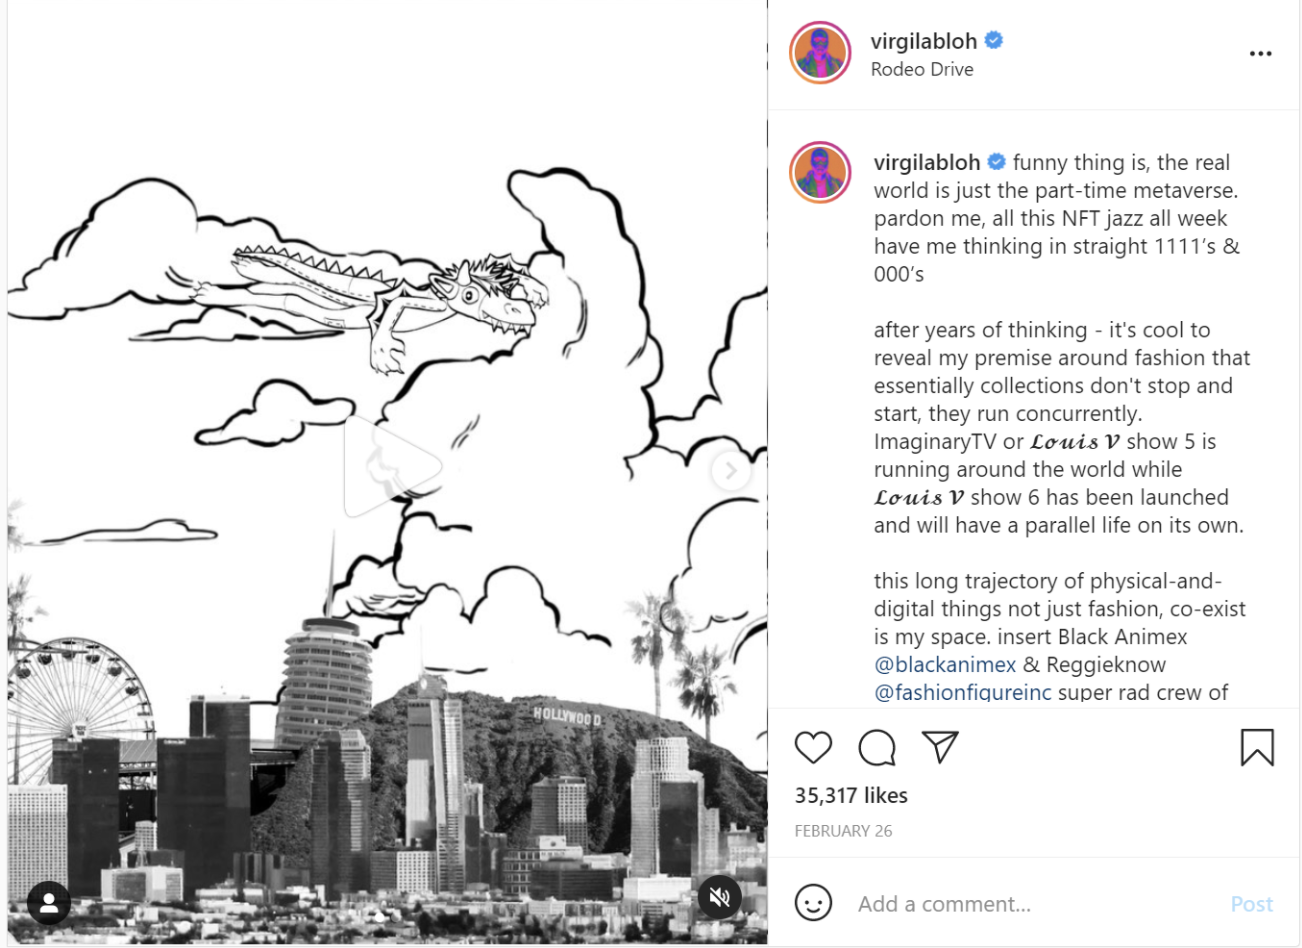 virgilabloh
Rodeo Drive
virgilabloh funny thing is, the real
world is just the part-time metaverse.
pardon me, all this NFT jazz all week
have me thinking in straight 1111’s &
000’s
after years of thinking - it's cool to
reveal my premise around fashion that
essentially collections don't stop and
start, they run concurrently.
ImaginaryTV or 𝓛𝓸𝓾𝓲𝓼 𝓥 show 5 is
running around the world while
𝓛𝓸𝓾𝓲𝓼 𝓥 show 6 has been launched
and will have a parallel life on its own.
this long trajectory of physical-and-
digital things not just fashion, co-exist
is my space. insert Black Animex
@blackanimex & Reggieknow
@fashionfigureinc super rad crew of
HOLLYWOOD
35,317 likes
FEBRUARY 26
Add a comment...
Post